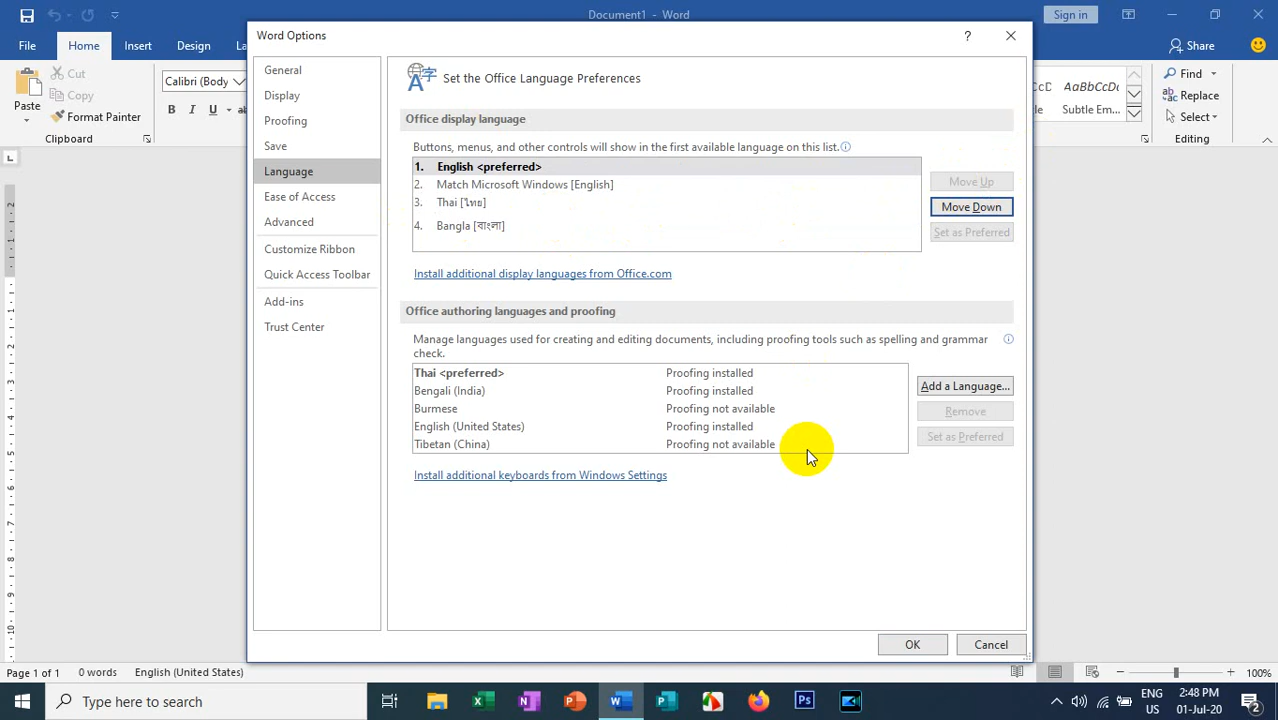 Document1 - Word
Sign in
File
Home
Insert
Design
La
Share
Cut
Copy
Paste
Format Painter
Clipboard
Calibri (Body
B I U ab
AaBbCcDc
Subtle Em...
Find
Replace
Select
Editing
Word Options
?
General
Display
Proofing
Save
Language
Ease of Access
Advanced
Customize Ribbon
Quick Access Toolbar
Add-ins
Trust Center
Set the Office Language Preferences
Office display language
Buttons, menus, and other controls will show in the first available language on this list.
1. English <preferred>
2. Match Microsoft Windows [English]
3. Thai [ไทย]
4. Bangla [বাংলা]
Move Up
Move Down
Set as Preferred
Install additional display languages from Office.com
Office authoring languages and proofing
Manage languages used for creating and editing documents, including proofing tools such as spelling and grammar
check.
Thai <preferred> Proofing installed
Bengali (India) Proofing installed
Burmese Proofing not available
English (United States) Proofing installed
Tibetan (China) Proofing not available
Add a Language...
Remove
Set as Preferred
Install additional keyboards from Windows Settings
OK
Cancel
Page 1 of 1 0 words English (United States)
100%
Type here to search
ENG
US
2:48 PM
01-Jul-20
2